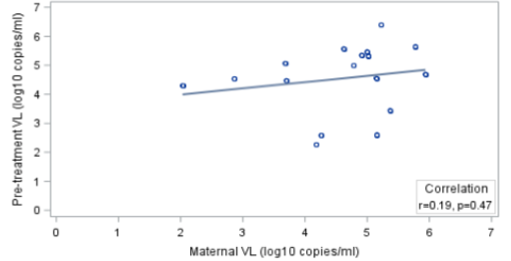 7
6
5
4
3
2
1
0
Pre-treatment VL (log10 copies/ml)
Correlation
r=0.19, p=0.47
0 1 2 3 4 5 6 7
Maternal VL (log10 copies/ml)